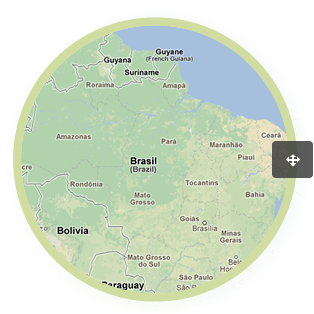 Guyane
(French Guiana)
Guyana
Suriname
Roraima
Amapá
Ceará
Amazonas
Pará
Maranhão
Piauí
Brasil
(Brazil)
cre
Rondônia
Tocantins
Mato
Grosso
Bahia
Goiás
Brasília
Bolivia
Minas
Gerais
Mato Grosso
do Sul
São Paulo
Paraguay